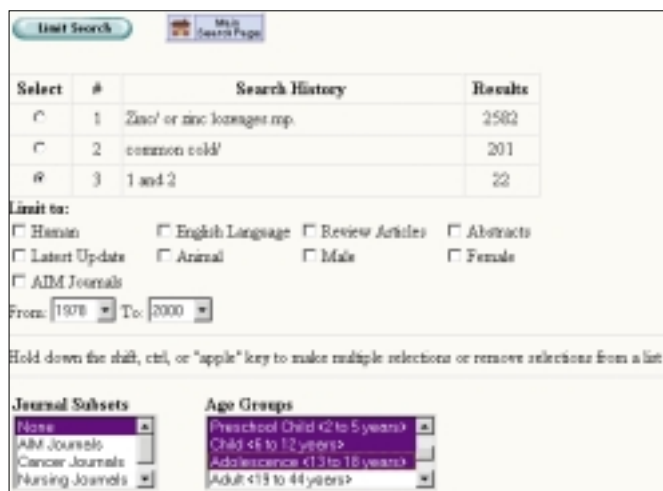 Limit Search Main Search Page
Select # Search History Results
1 Zinc/ or zinc lozenges.mp. 2582
2 common cold/ 201
3 1 and 2 22
Limit to:
Human English Language Review Articles Abstracts
Latest Update Animal Male Female
AIM Journals
From: 1978 To: 2000
Hold down the shift, ctrl, or "apple" key to make multiple selections or remove selections from a list
Journal Subsets Age Groups
None Preschool Child <2 to 5 years>
AIM Journals Child <6 to 12 years>
Cancer Journals Adolescence <13 to 18 years>
Nursing Journals Adult <19 to 44 years>